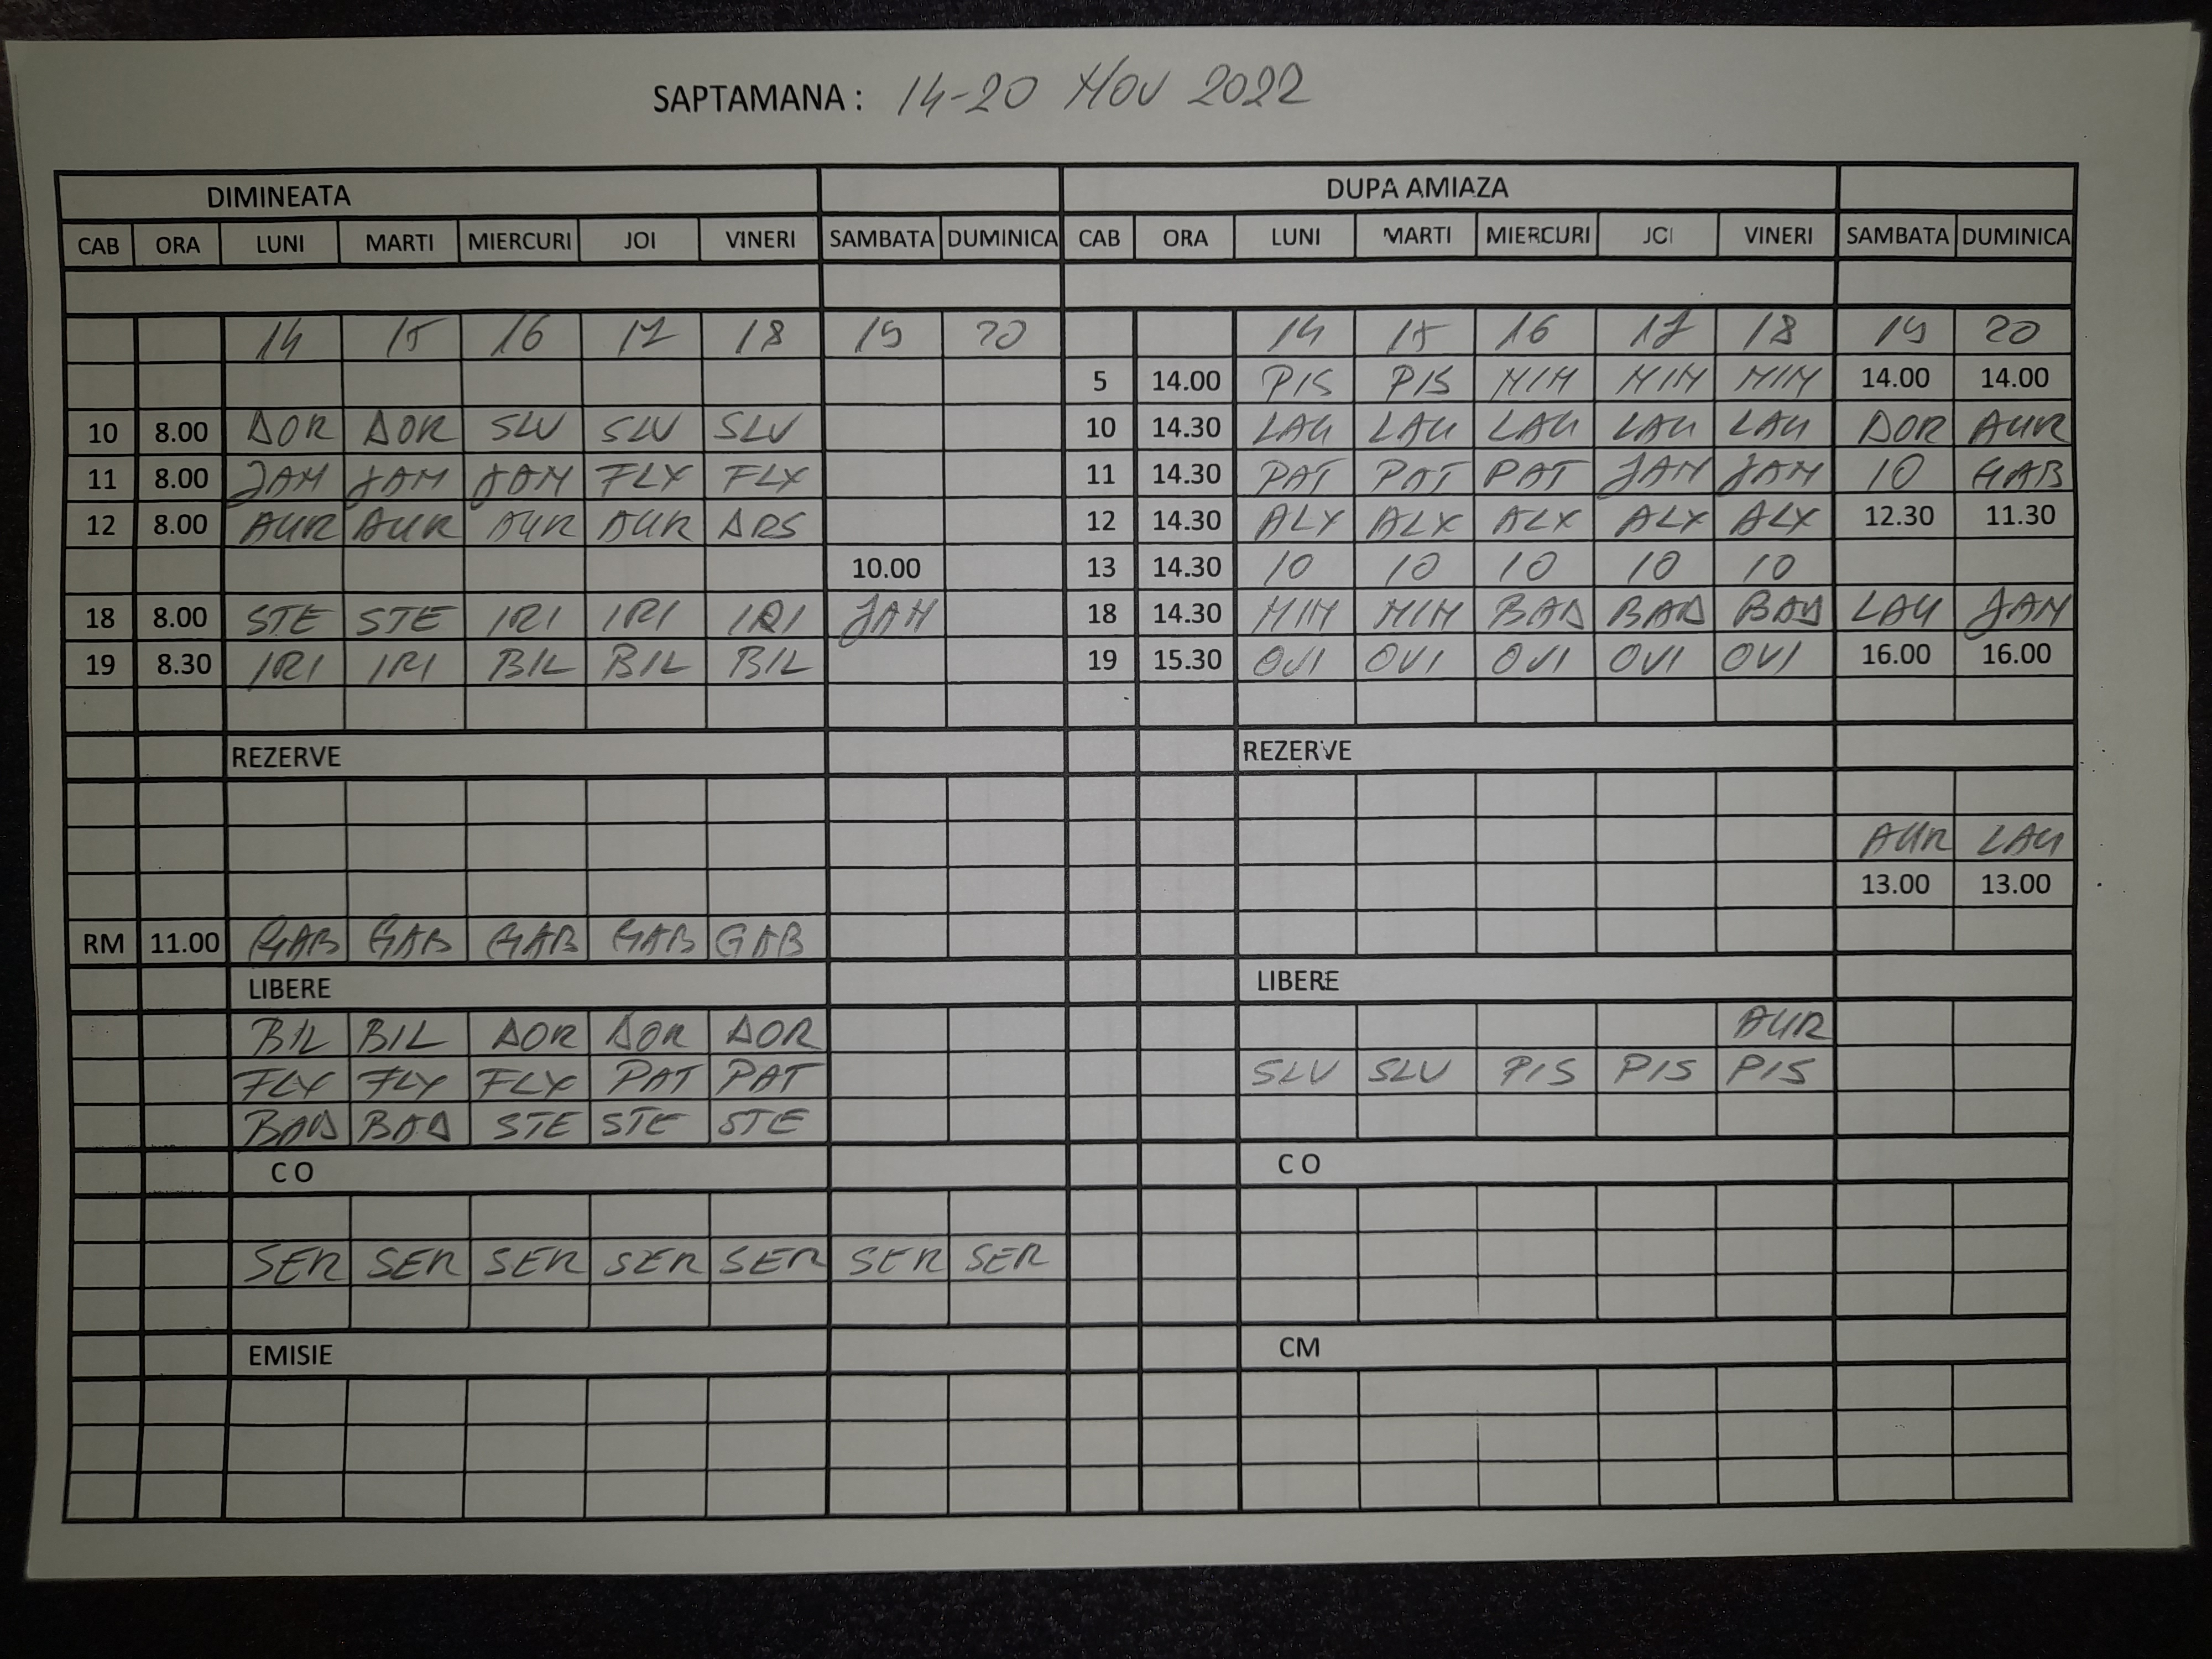 SAPTAMANA : 14-20 NOV 2022
DIMINEATA DUPA AMIAZA
CAB ORA LUNI MARTI MIERCURI JOI VINERI SAMBATA DUMINICA CAB ORA LUNI MARTI MIERCURI JOI VINERI SAMBATA DUMINICA
14 15 16 17 18 19 20 14 15 16 17 18 19 20
5 14.00 PIS PIS MIH MIH MIH 14.00 14.00
10 8.00 DOR DOR SLV SLV SLV 10 14.30 LAU LAU LAU LAU LAU DOR AUR
11 8.00 JAN JAN JAN FLX FLX 11 14.30 PAT PAT PAT JAN JAN IO GAB
12 8.00 AUR AUR AUR AUR DRS 12 14.30 ALX ALX ALX ALX ALX 12.30 11.30
10.00 13 14.30 IO IO IO IO IO
18 8.00 STE STE IRI IRI IRI JAN 18 14.30 MIH MIH BAD BAD BAD LAU JAN
19 8.30 IRI IRI BIL BIL BIL 19 15.30 OVI OVI OVI OVI OVI 16.00 16.00
REZERVE REZERVE
AUR LAU
13.00 13.00
RM 11.00 GAB GAB GAB GAB GAB
LIBERE LIBERE
BIL BIL DOR DOR DOR AUR
FLX FLX FLX PAT PAT SLV SLV PIS PIS PIS
BAD BAD STE STE STE
C O C O
SER SER SER SER SER SER SER
EMISIE CM